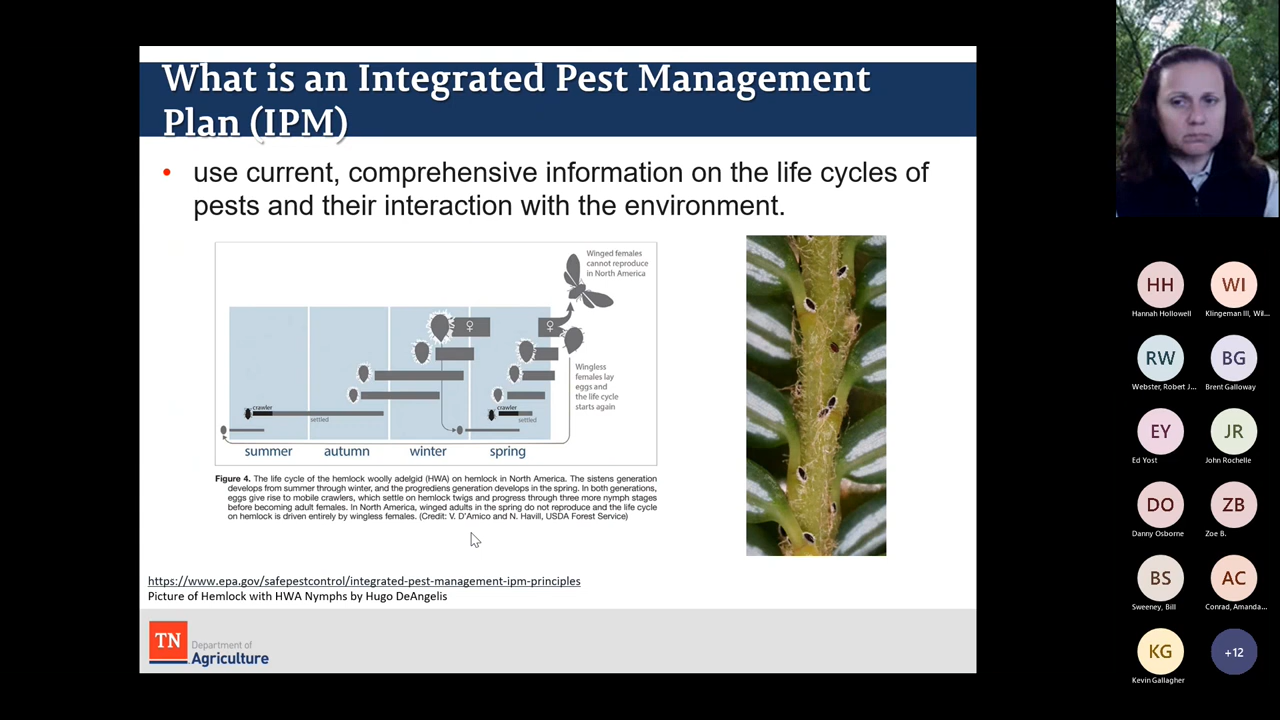 What is an Integrated Pest Management
Plan (IPM)
• use current, comprehensive information on the life cycles of
pests and their interaction with the environment.
Winged females
cannot reproduce
in North America
♀
♀
Wingless
females lay
eggs and
the life cycle
starts again
crawler
settled
crawler
settled
summer
autumn
winter
spring
Figure 4. The life cycle of the hemlock woolly adelgid (HWA) on hemlock in North America. The sistens generation
develops from summer through winter, and the progrediens generation develops in the spring. In both generations,
eggs give rise to mobile crawlers, which settle on hemlock twigs and progress through three more nymph stages
before becoming adult females. In North America, winged adults in the spring do not reproduce and the life cycle
on hemlock is driven entirely by wingless females. (Credit: V. D'Amico and N. Havill, USDA Forest Service)
https://www.epa.gov/safepestcontrol/integrated-pest-management-ipm-principles
Picture of Hemlock with HWA Nymphs by Hugo DeAngelis
TN
Department of
Agriculture
HH
WI
Hannah Hollowell
Klingeman III, Wil...
RW
BG
Webster, Robert J...
Brent Galloway
EY
JR
Ed Yost
John Rochelle
DO
ZB
Danny Osborne
Zoe B.
BS
AC
Sweeney, Bill
Conrad, Amanda...
KG
+12
Kevin Gallagher